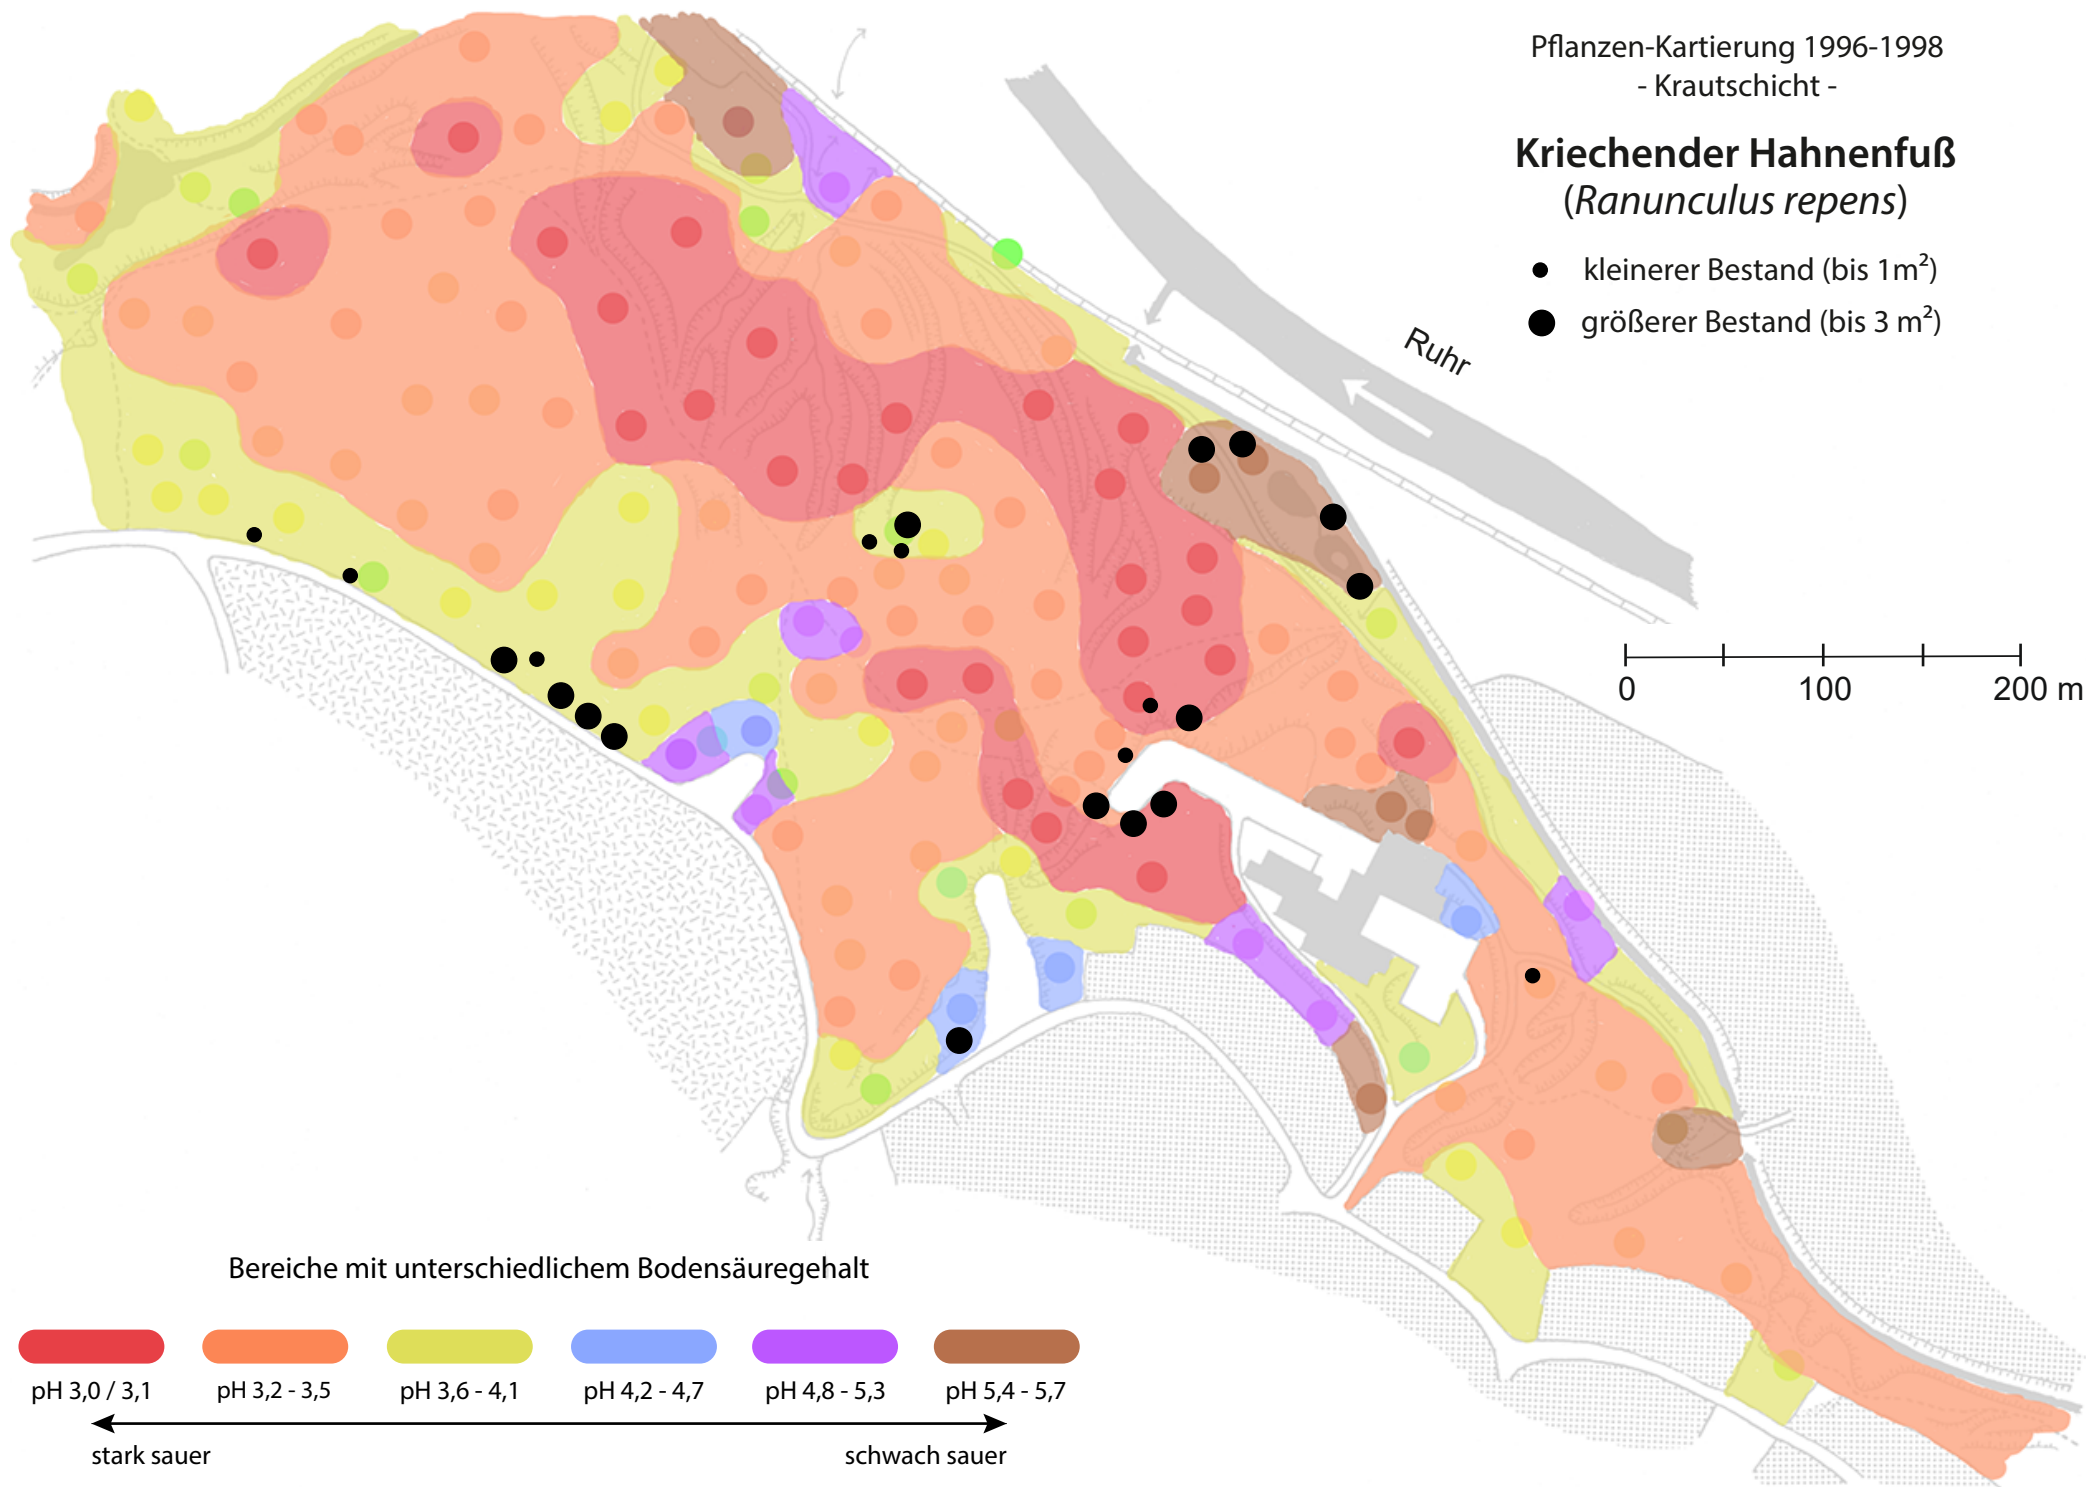 Pflanzen-Kartierung 1996-1998
- Krautschicht -
Kriechender Hahnenfuß
(Ranunculus repens)
kleinerer Bestand (bis 1m²)
größerer Bestand (bis 3 m²)
Ruhr
0 100 200 m
Bereiche mit unterschiedlichem Bodensäuregehalt
pH 3,0 / 3,1 pH 3,2 - 3,5 pH 3,6 - 4,1 pH 4,2 - 4,7 pH 4,8 - 5,3 pH 5,4 - 5,7
stark sauer schwach sauer